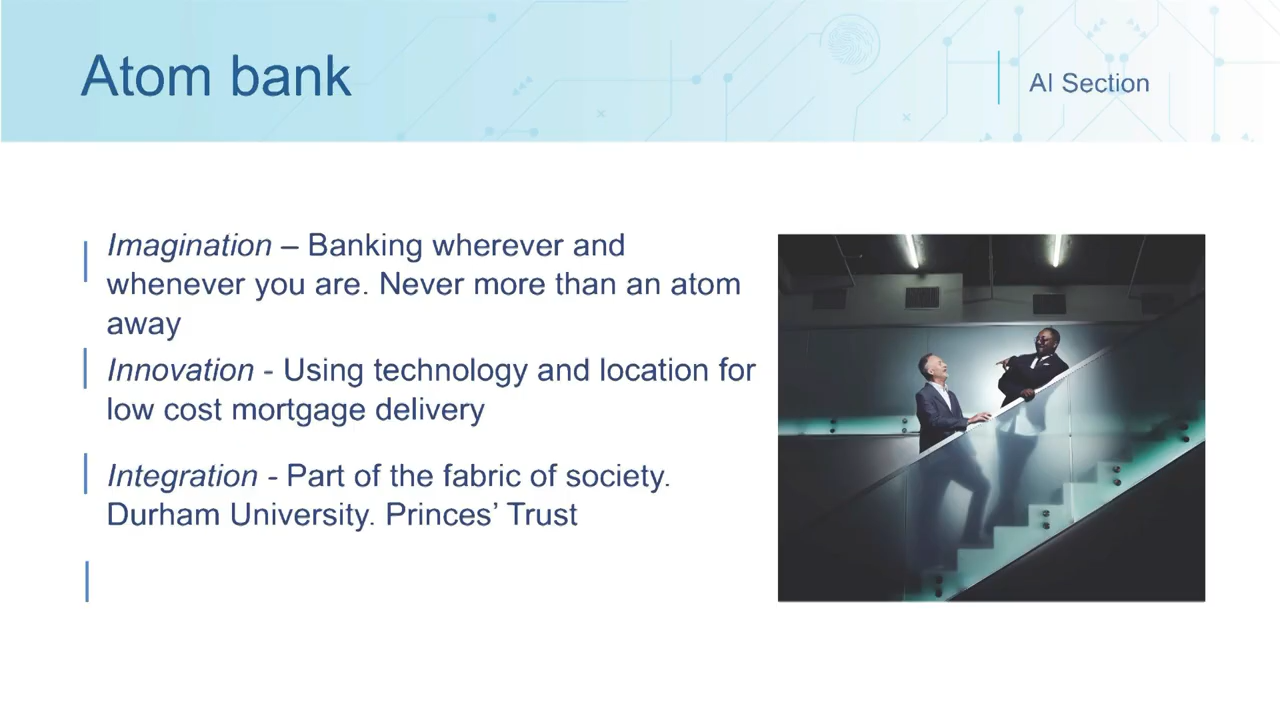 Atom bank
AI Section
Imagination – Banking wherever and
whenever you are. Never more than an atom
away
Innovation - Using technology and location for
low cost mortgage delivery
Integration - Part of the fabric of society.
Durham University. Princes’ Trust